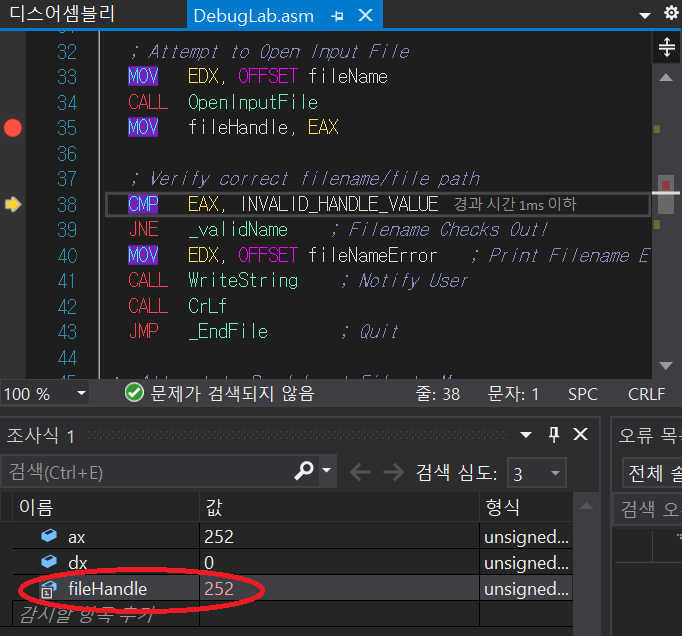 디스어셈블리 DebugLab.asm
32 ; Attempt to Open Input File
33 MOV EDX, OFFSET fileName
34 CALL OpenInputFile
35 MOV fileHandle, EAX
36
37 ; Verify correct filename/file path
38 CMP EAX, INVALID_HANDLE_VALUE 경과 시간 1ms 이하
39 JNE _validName ; Filename Checks Out!
40 MOV EDX, OFFSET fileNameError ; Print Filename E
41 CALL WriteString ; Notify User
42 CALL CrLf
43 JMP _EndFile ; Quit
44
100 % 문제가 검색되지 않음 줄: 38 문자: 1 SPC CRLF
조사식 1 오류 목
검색(Ctrl+E) 검색 심도: 3 전체 솔
이름 값 형식 검색 오
ax 252 unsigned...
dx 0 unsigned...
fileHandle 252 unsigned...
감시할 항목 추가